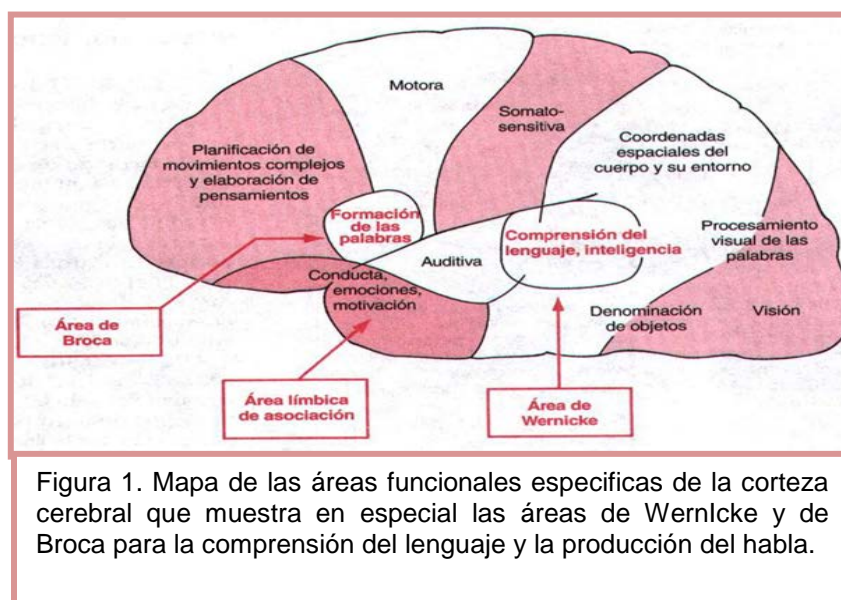 Motora
Somato-
sensitiva
Planificación de
movimientos complejos
y elaboración de
pensamientos
Coordenadas
espaciales del
cuerpo y su entorno
Formación
de las
palabras
Comprensión del
lenguaje, inteligencia
Procesamiento
visual de las
palabras
Auditiva
Conducta,
emociones,
motivación
Denominación
de objetos
Visión
Área de
Broca
Área límbica
de asociación
Área de
Wernicke
Figura 1. Mapa de las áreas funcionales especificas de la corteza
cerebral que muestra en especial las áreas de WernIcke y de
Broca para la comprensión del lenguaje y la producción del habla.